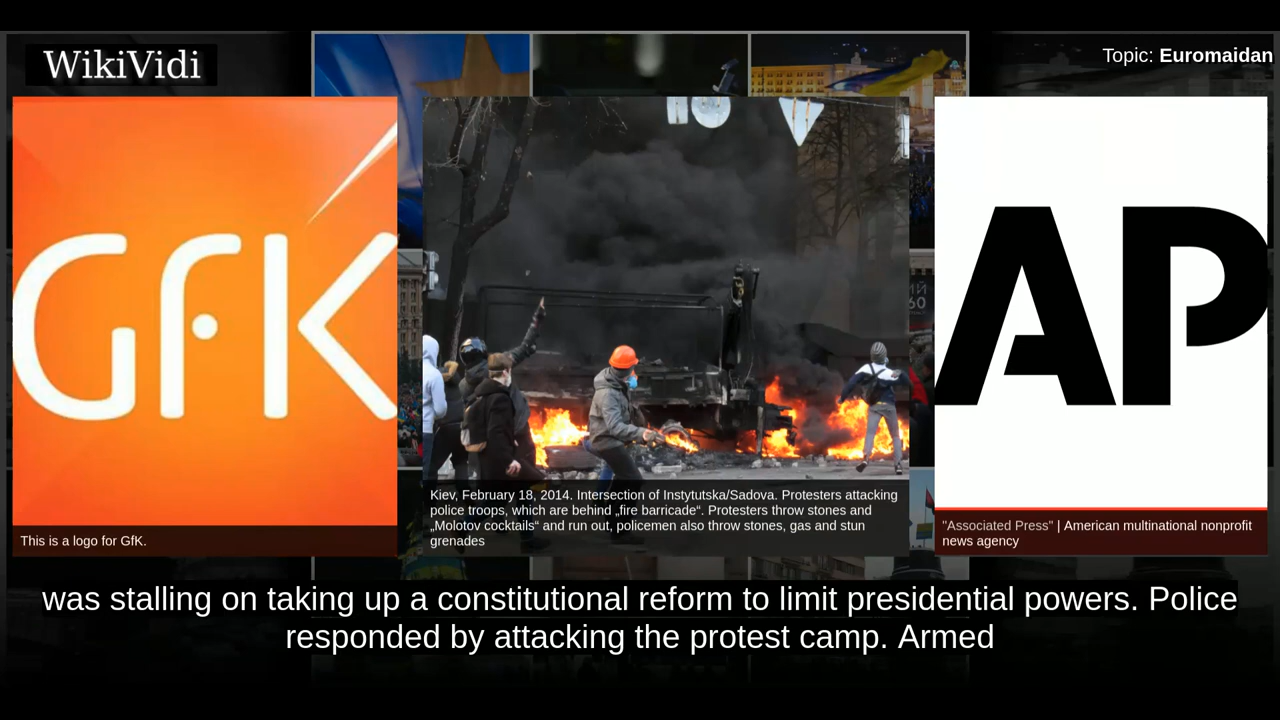 WikiVidi
Topic: Euromaidan
GfK
AP
60
This is a logo for GfK.
Kiev, February 18, 2014. Intersection of Instytutska/Sadova. Protesters attacking
police troops, which are behind „fire barricade“. Protesters throw stones and
„Molotov cocktails“ and run out, policemen also throw stones, gas and stun
grenades
"Associated Press" | American multinational nonprofit
news agency
was stalling on taking up a constitutional reform to limit presidential powers. Police
responded by attacking the protest camp. Armed